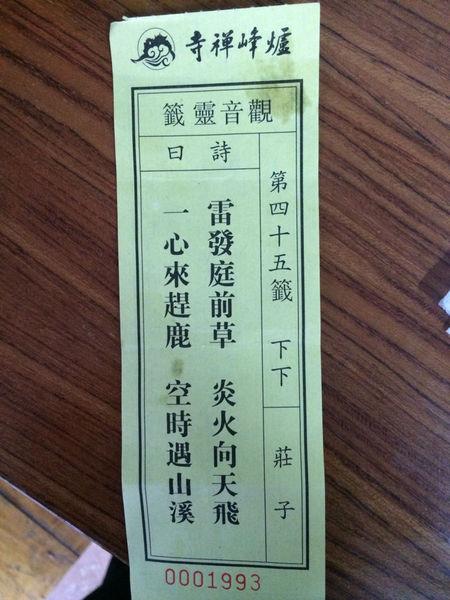 爐峰禪寺
觀音靈籤
第四十五籤 下下
莊子
詩曰
雷發庭前草 炎火向天飛
一心來趕鹿 空時遇山溪
0001993